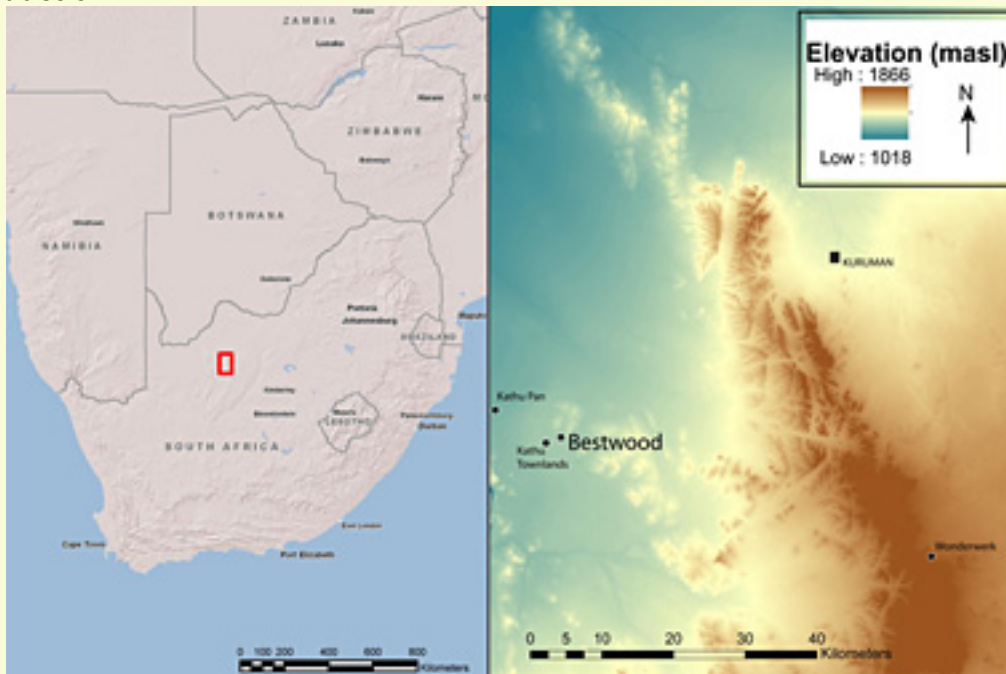 ZAMBIA
Lusaka
Harare
ZIMBABWE
Bulawayo
BOTSWANA
Windhoek
NAMIBIA
Gaborone
Pretoria
Johannesburg
SWAZILAND
Kimberley
Bloemfontein
LESOTHO
Durban
SOUTH AFRICA
East London
Cape Town
Port Elizabeth
0 100 200 400 600 800
Kilometers
Elevation (masl)
High : 1866
N
Low : 1018
KURUMAN
Kathu Pan
Bestwood
Kathu
Townlands
Wonderwerk
0 5 10 20 30 40
Kilometers